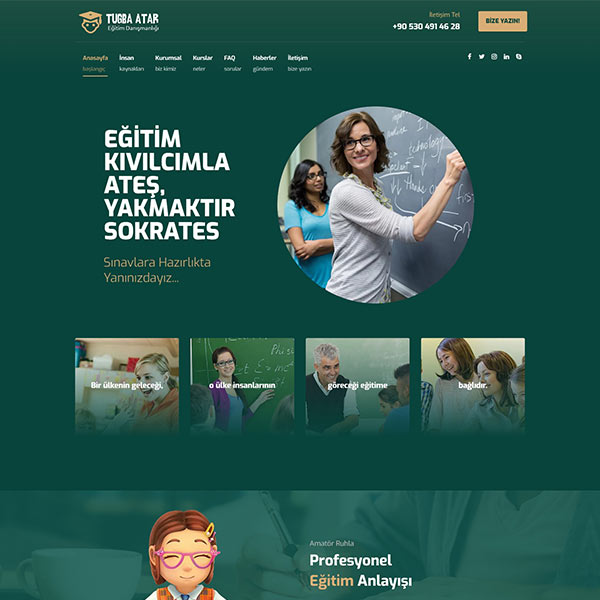 TUGBA ATAR
Eğitim Danışmanlığı
İletişim Tel
+90 530 491 46 28
BİZE YAZIN!
Anasayfa
başlangıç
İnsan
kaynakları
Kurumsal
biz kimiz
Kurslar
neler
FAQ
sorular
Haberler
gündem
İletişim
bize yazın
EĞİTİM
KIVILCIMLA
ATEŞ,
YAKMAKTIR
SOKRATES
Sınavlara Hazırlıkta
Yanınızdayız...
Bir ülkenin geleceği,
o ülke insanlarının
göreceği eğitime
bağlıdır.
Amatör Ruhla
Profesyonel
Eğitim Anlayışı